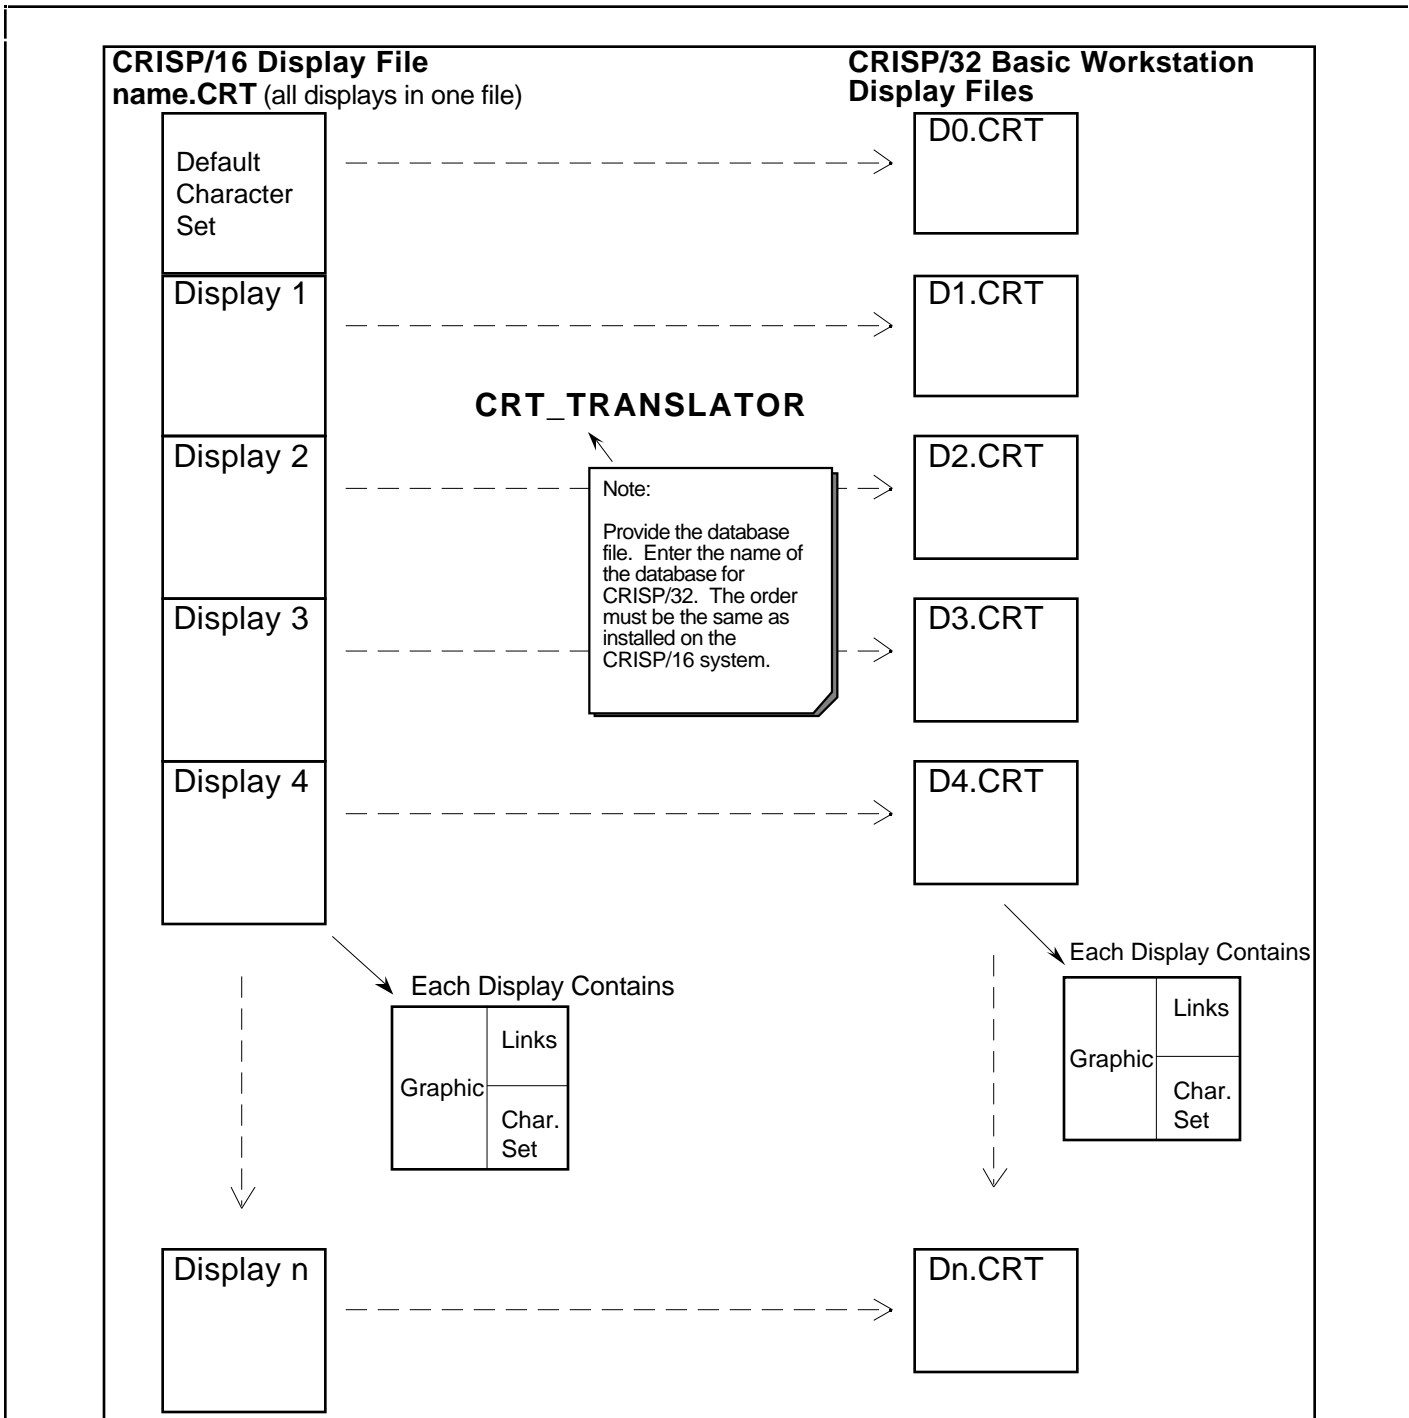 CRISP/16 Display File
name.CRT (all displays in one file)
CRISP/32 Basic Workstation
Display Files
Default
Character
Set
D0.CRT
Display 1
D1.CRT
CRT_TRANSLATOR
Display 2
D2.CRT
Note:
Provide the database
file.  Enter the name of
the database for
CRISP/32.  The order
must be the same as
installed on the
CRISP/16 system.
Display 3
D3.CRT
Display 4
D4.CRT
Each Display Contains
Graphic
Links
Char.
Set
Each Display Contains
Graphic
Links
Char.
Set
Display n
Dn.CRT